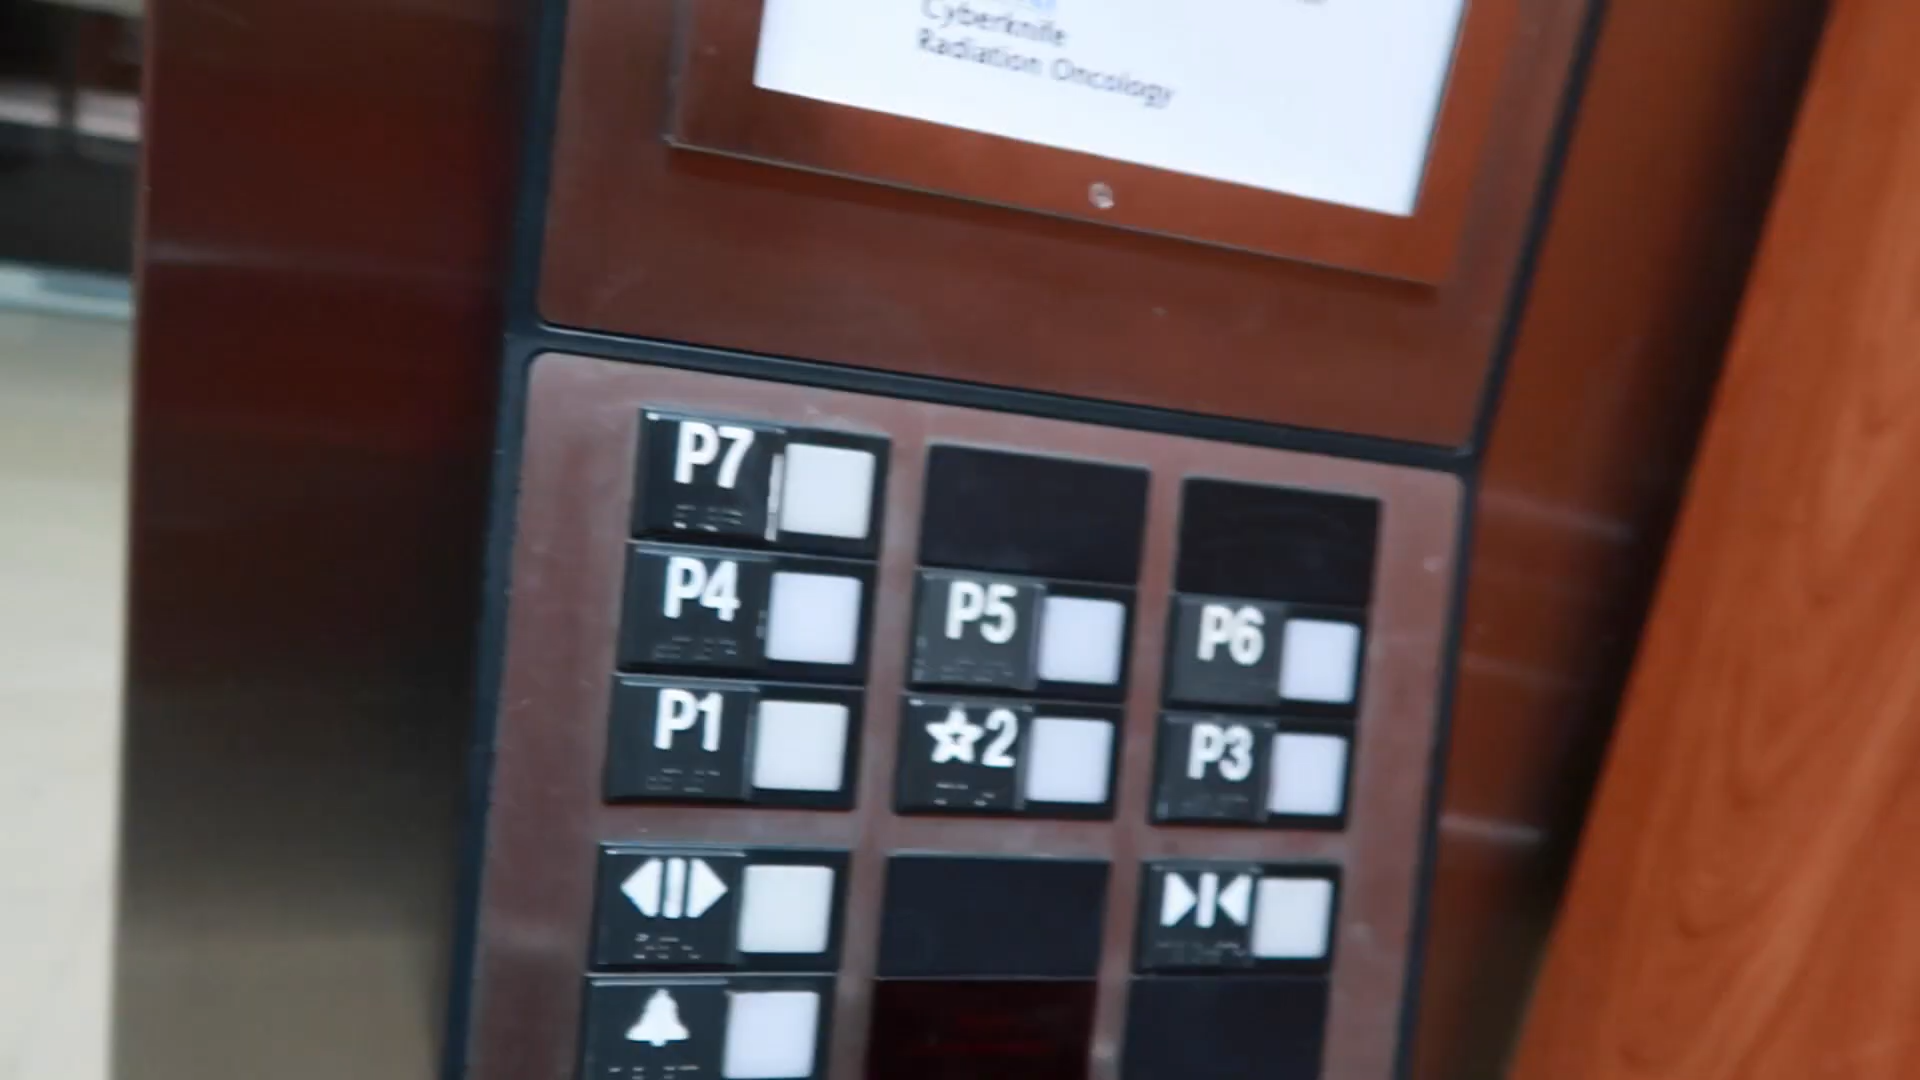 Cyberknife
Radiation Oncology
P7
P4 P5 P6
P1 ☆2 P3